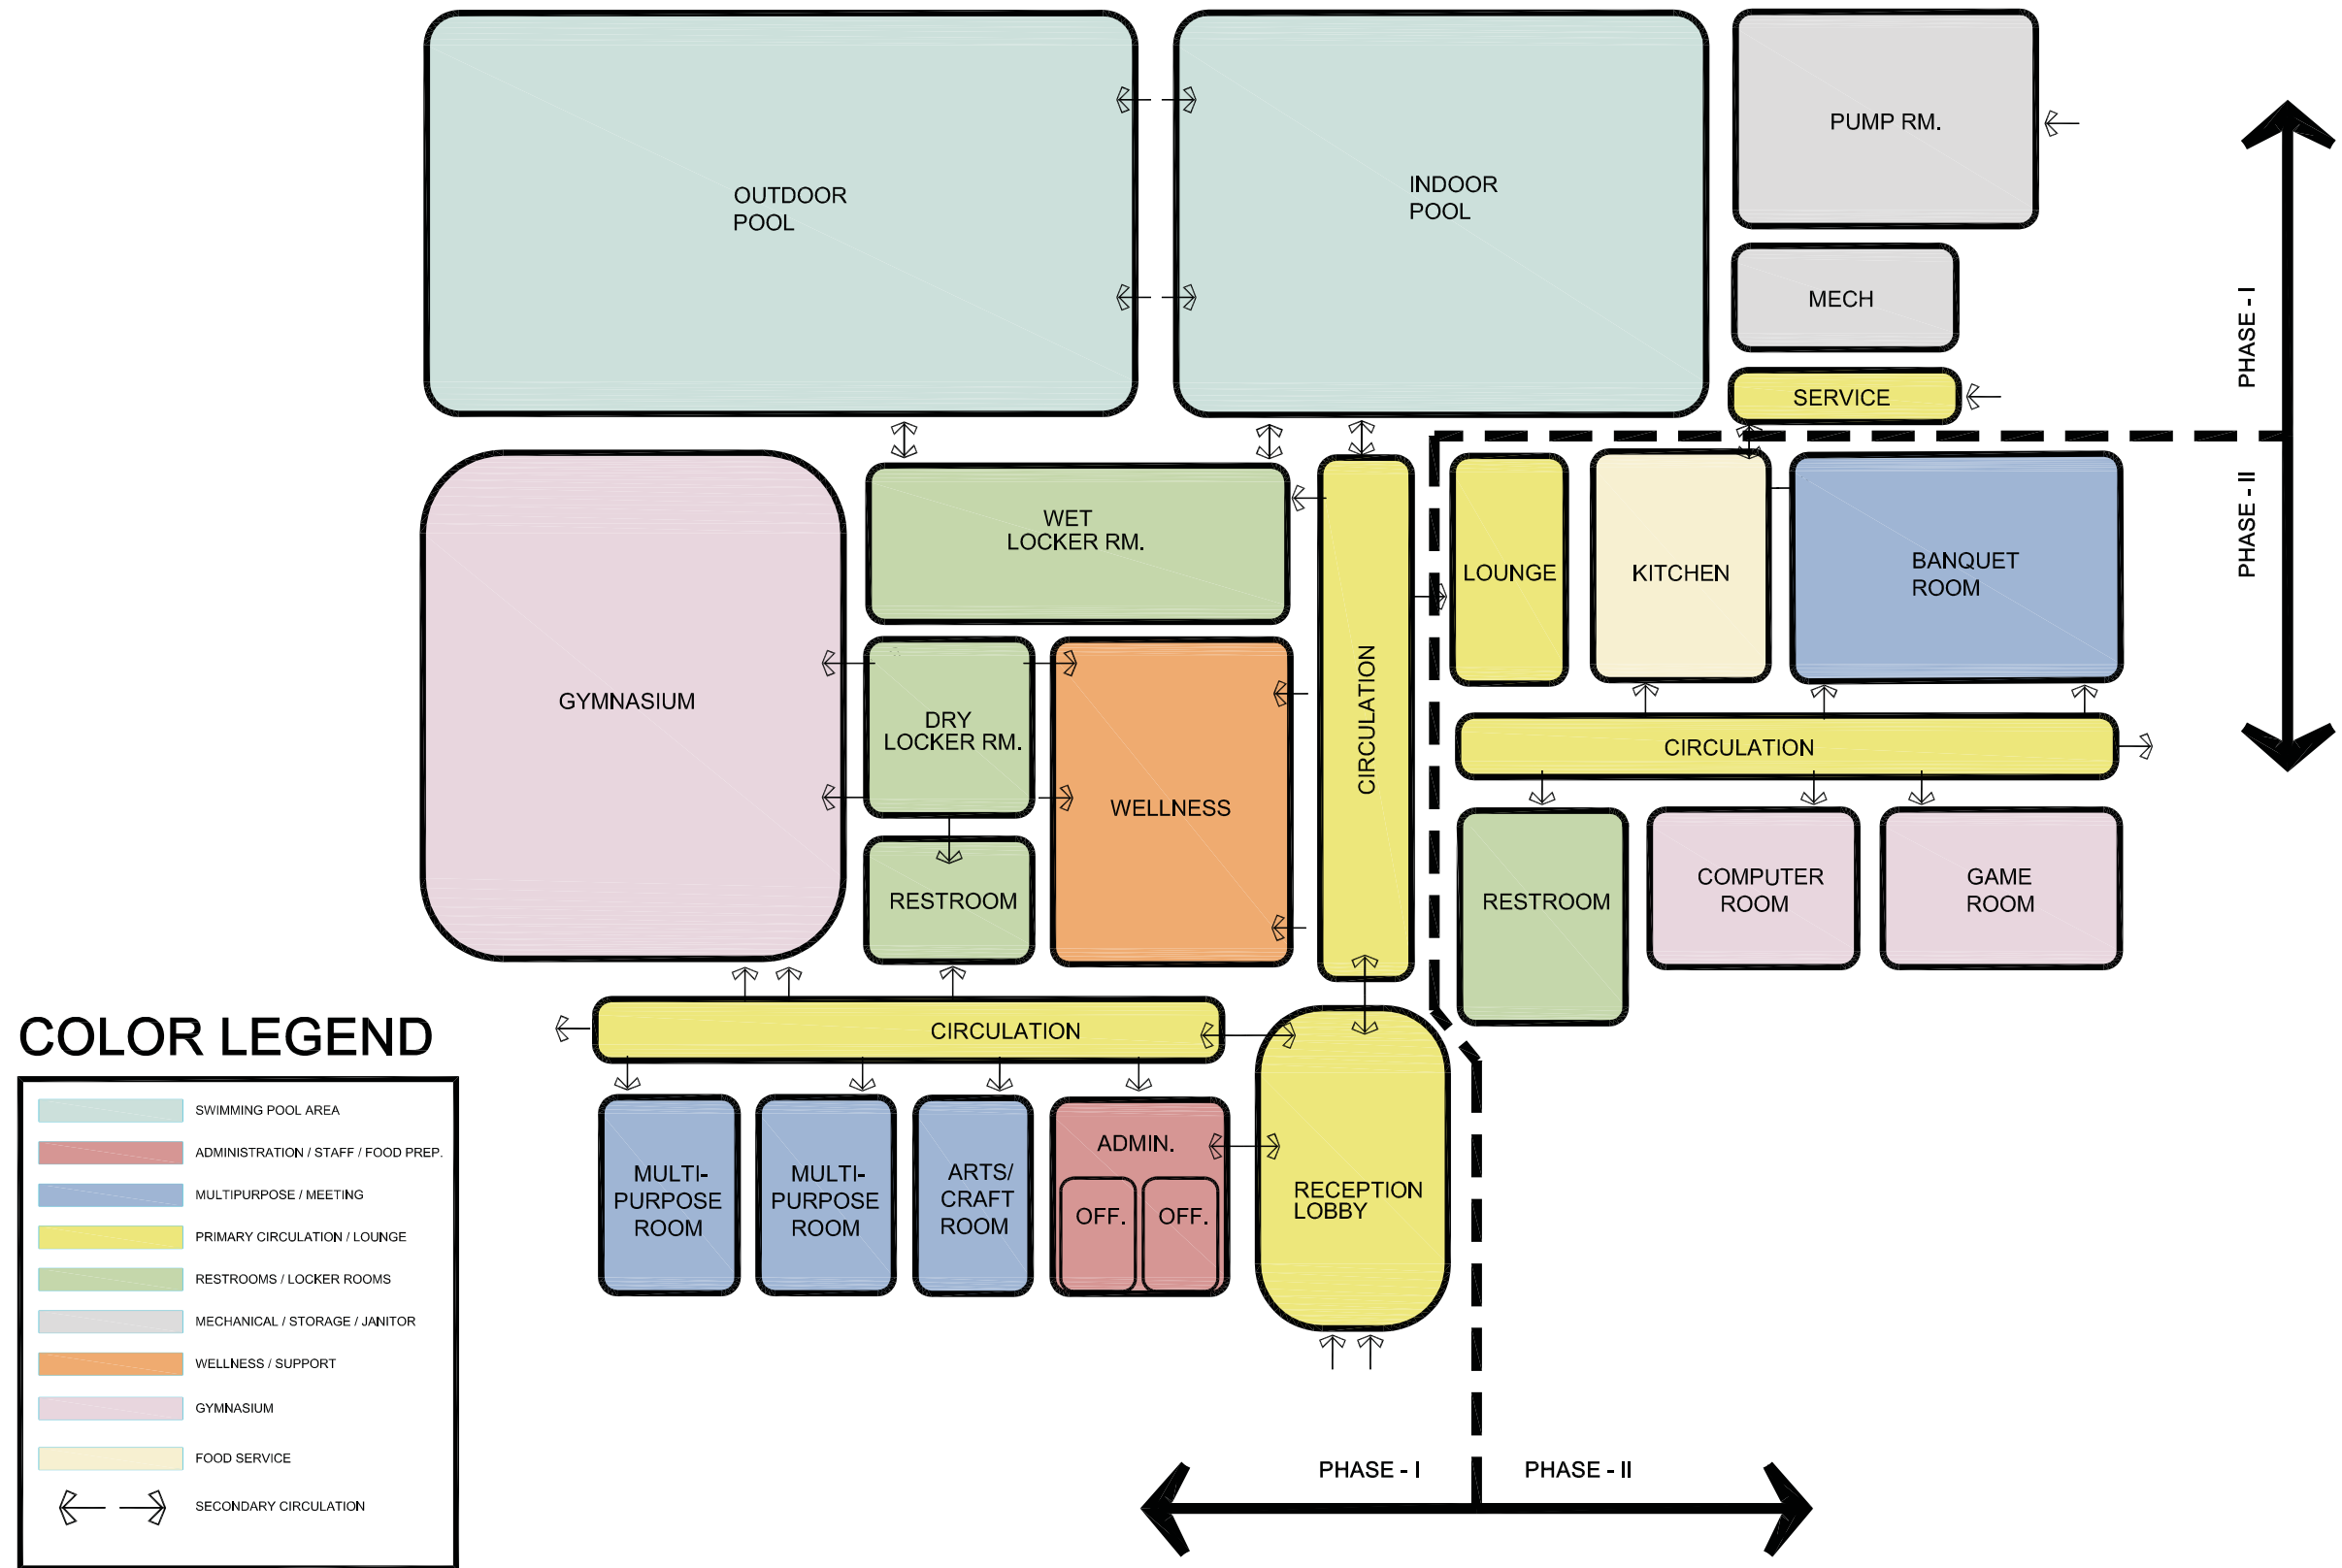 OUTDOOR
POOL
INDOOR
POOL
PUMP RM.
MECH
SERVICE
PHASE - I
PHASE - II
WET
LOCKER RM.
LOUNGE
KITCHEN
BANQUET
ROOM
GYMNASIUM
DRY
LOCKER RM.
WELLNESS
CIRCULATION
CIRCULATION
RESTROOM
RESTROOM
COMPUTER
ROOM
GAME
ROOM
CIRCULATION
MULTI-
PURPOSE
ROOM
MULTI-
PURPOSE
ROOM
ARTS/
CRAFT
ROOM
ADMIN.
OFF.
OFF.
RECEPTION
LOBBY
COLOR LEGEND
SWIMMING POOL AREA
ADMINISTRATION / STAFF / FOOD PREP.
MULTIPURPOSE / MEETING
PRIMARY CIRCULATION / LOUNGE
RESTROOMS / LOCKER ROOMS
MECHANICAL / STORAGE / JANITOR
WELLNESS / SUPPORT
GYMNASIUM
FOOD SERVICE
SECONDARY CIRCULATION
PHASE - I
PHASE - II